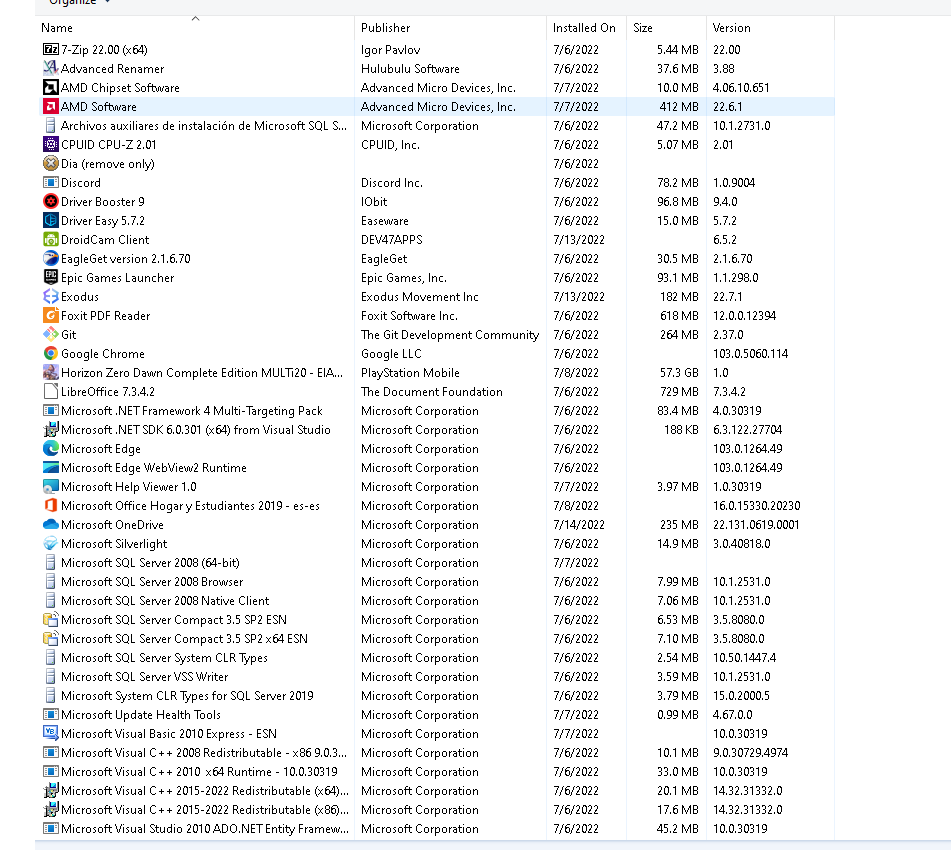 Organize
Name Publisher Installed On Size Version
7-Zip 22.00 (x64) Igor Pavlov 7/6/2022 5.44 MB 22.00
Advanced Renamer Hulubulu Software 7/6/2022 37.6 MB 3.88
AMD Chipset Software Advanced Micro Devices, Inc. 7/7/2022 10.0 MB 4.06.10.651
AMD Software Advanced Micro Devices, Inc. 7/7/2022 412 MB 22.6.1
Archivos auxiliares de instalación de Microsoft SQL S... Microsoft Corporation 7/6/2022 47.2 MB 10.1.2731.0
CPUID CPU-Z 2.01 CPUID, Inc. 7/6/2022 5.07 MB 2.01
Dia (remove only) 7/6/2022
Discord Discord Inc. 7/6/2022 78.2 MB 1.0.9004
Driver Booster 9 IObit 7/6/2022 96.8 MB 9.4.0
Driver Easy 5.7.2 Easeware 7/6/2022 15.0 MB 5.7.2
DroidCam Client DEV47APPS 7/13/2022 6.5.2
EagleGet version 2.1.6.70 EagleGet 7/6/2022 30.5 MB 2.1.6.70
Epic Games Launcher Epic Games, Inc. 7/6/2022 93.1 MB 1.1.298.0
Exodus Exodus Movement Inc 7/13/2022 182 MB 22.7.1
Foxit PDF Reader Foxit Software Inc. 7/6/2022 618 MB 12.0.0.12394
Git The Git Development Community 7/6/2022 264 MB 2.37.0
Google Chrome Google LLC 7/6/2022 103.0.5060.114
Horizon Zero Dawn Complete Edition MULTi20 - ElA... PlayStation Mobile 7/8/2022 57.3 GB 1.0
LibreOffice 7.3.4.2 The Document Foundation 7/6/2022 729 MB 7.3.4.2
Microsoft .NET Framework 4 Multi-Targeting Pack Microsoft Corporation 7/6/2022 83.4 MB 4.0.30319
Microsoft .NET SDK 6.0.301 (x64) from Visual Studio Microsoft Corporation 7/6/2022 188 KB 6.3.122.27704
Microsoft Edge Microsoft Corporation 7/6/2022 103.0.1264.49
Microsoft Edge WebView2 Runtime Microsoft Corporation 7/6/2022 103.0.1264.49
Microsoft Help Viewer 1.0 Microsoft Corporation 7/7/2022 3.97 MB 1.0.30319
Microsoft Office Hogar y Estudiantes 2019 - es-es Microsoft Corporation 7/8/2022 16.0.15330.20230
Microsoft OneDrive Microsoft Corporation 7/14/2022 235 MB 22.131.0619.0001
Microsoft Silverlight Microsoft Corporation 7/6/2022 14.9 MB 3.0.40818.0
Microsoft SQL Server 2008 (64-bit) Microsoft Corporation 7/7/2022
Microsoft SQL Server 2008 Browser Microsoft Corporation 7/6/2022 7.99 MB 10.1.2531.0
Microsoft SQL Server 2008 Native Client Microsoft Corporation 7/6/2022 7.06 MB 10.1.2531.0
Microsoft SQL Server Compact 3.5 SP2 ESN Microsoft Corporation 7/6/2022 6.53 MB 3.5.8080.0
Microsoft SQL Server Compact 3.5 SP2 x64 ESN Microsoft Corporation 7/6/2022 7.10 MB 3.5.8080.0
Microsoft SQL Server System CLR Types Microsoft Corporation 7/6/2022 2.54 MB 10.50.1447.4
Microsoft SQL Server VSS Writer Microsoft Corporation 7/6/2022 3.59 MB 10.1.2531.0
Microsoft System CLR Types for SQL Server 2019 Microsoft Corporation 7/6/2022 3.79 MB 15.0.2000.5
Microsoft Update Health Tools Microsoft Corporation 7/7/2022 0.99 MB 4.67.0.0
Microsoft Visual Basic 2010 Express - ESN Microsoft Corporation 7/7/2022 10.0.30319
Microsoft Visual C++ 2008 Redistributable - x86 9.0.3... Microsoft Corporation 7/6/2022 10.1 MB 9.0.30729.4974
Microsoft Visual C++ 2010 x64 Runtime - 10.0.30319 Microsoft Corporation 7/6/2022 33.0 MB 10.0.30319
Microsoft Visual C++ 2015-2022 Redistributable (x64)... Microsoft Corporation 7/6/2022 20.1 MB 14.32.31332.0
Microsoft Visual C++ 2015-2022 Redistributable (x86)... Microsoft Corporation 7/6/2022 17.6 MB 14.32.31332.0
Microsoft Visual Studio 2010 ADO.NET Entity Framew... Microsoft Corporation 7/6/2022 45.2 MB 10.0.30319